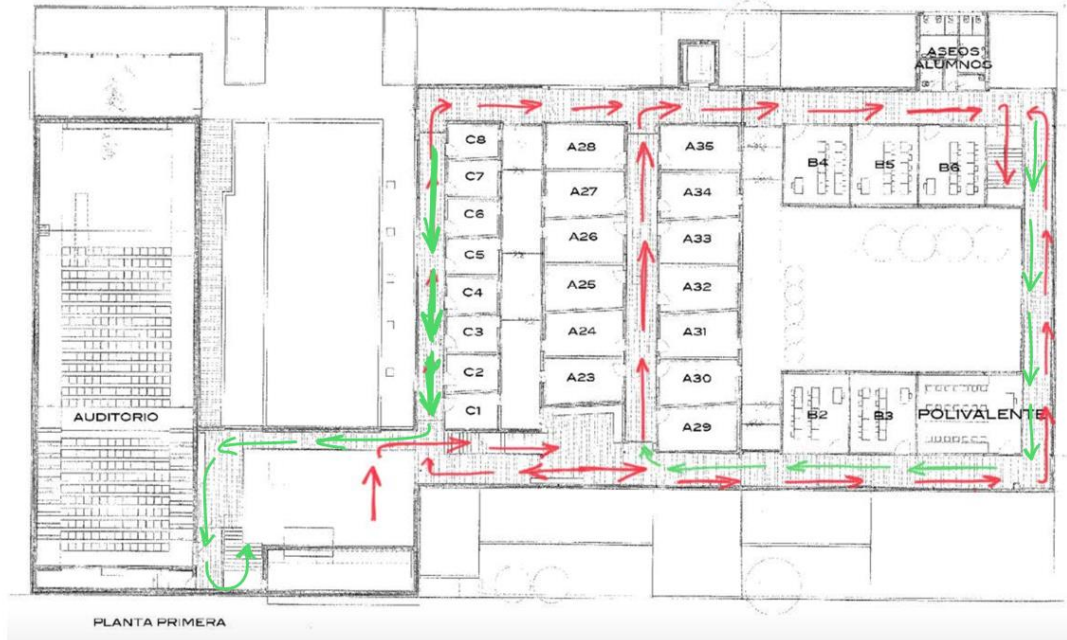 ASEOS
ALUMNOS
C8
A28
A35
B4
B5
B6
C7
A27
A34
C6
A26
A33
C5
A25
A32
C4
C3
A24
A31
C2
A23
A30
C1
A29
B2
B3
POLIVALENTE
AUDITORIO
PLANTA PRIMERA